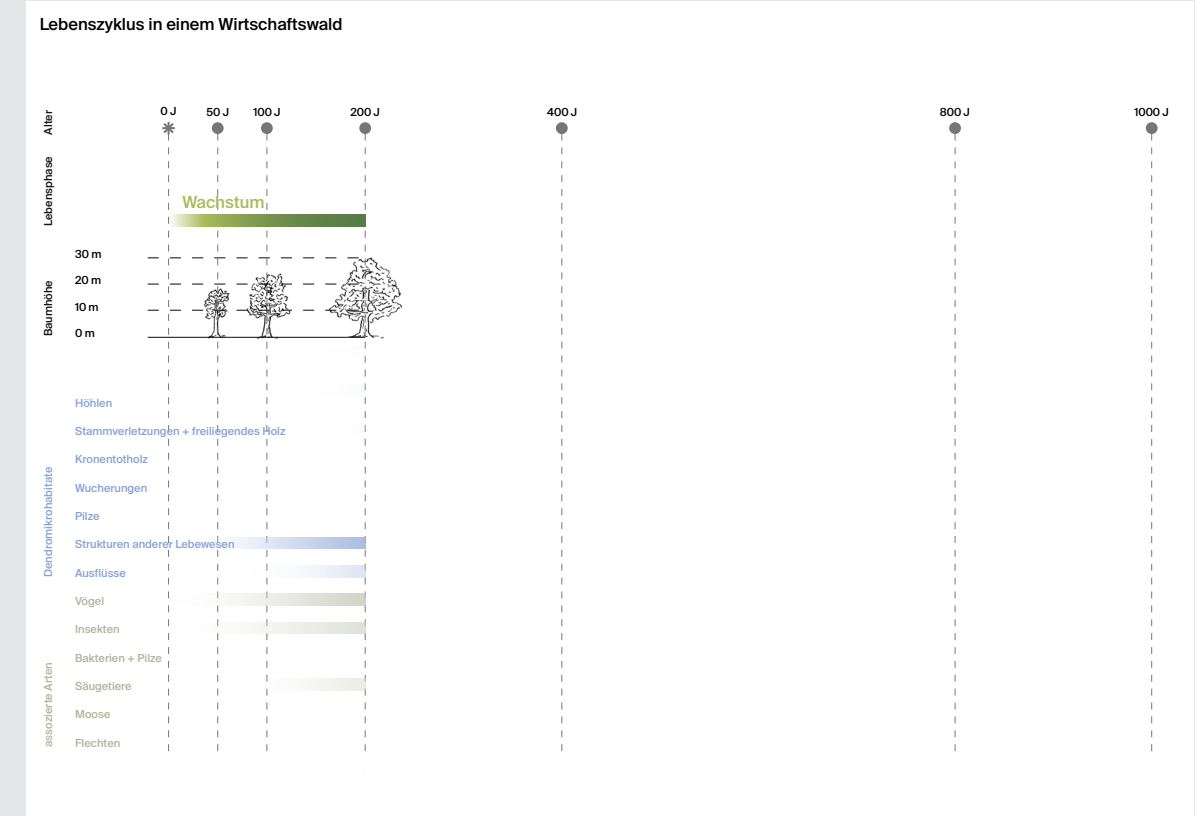 Lebenszyklus in einem Wirtschaftswald
Alter
0 J
50 J
100 J
200 J
400 J
800 J
1000 J
Lebensphase
Wachstum
Baumhöhe
30 m
20 m
10 m
0 m
Dendromikrohabitate
Höhlen
Stammverletzungen + freiliegendes Holz
Kronentotholz
Wucherungen
Pilze
Strukturen anderer Lebewesen
Ausflüsse
assozierte Arten
Vögel
Insekten
Bakterien + Pilze
Säugetiere
Moose
Flechten